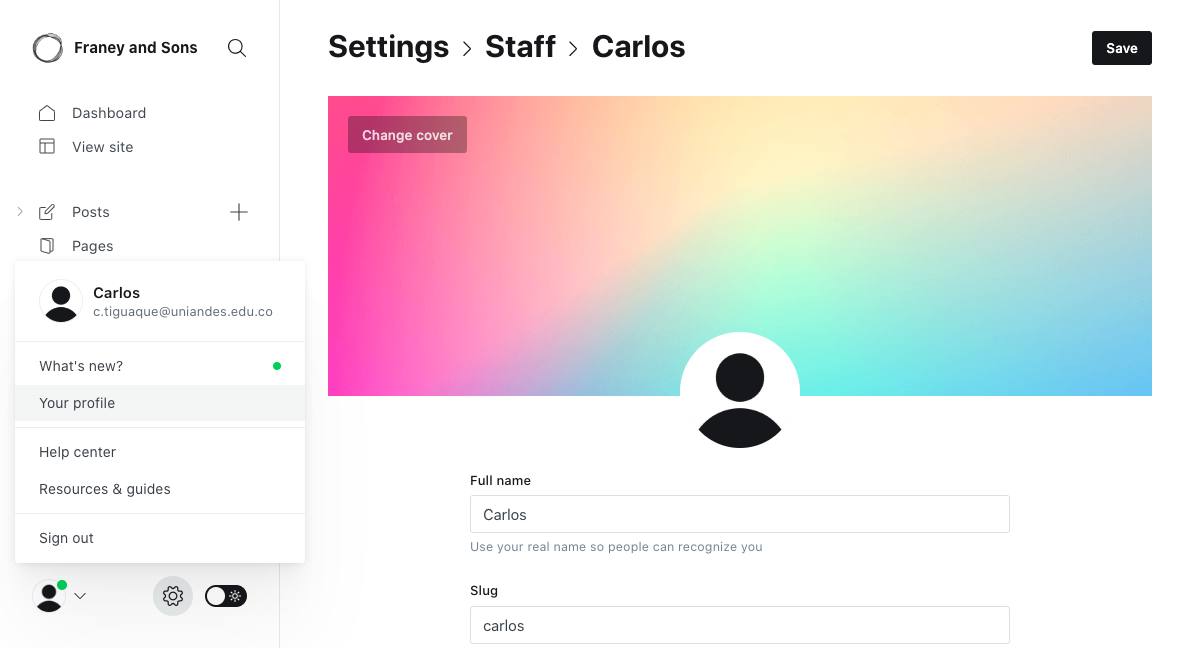 Franey and Sons
Dashboard
View site
Posts
Pages
Carlos
c.tiguaque@uniandes.edu.co
What's new?
Your profile
Help center
Resources & guides
Sign out
Settings > Staff > Carlos
Save
Change cover
Full name
Carlos
Use your real name so people can recognize you
Slug
carlos